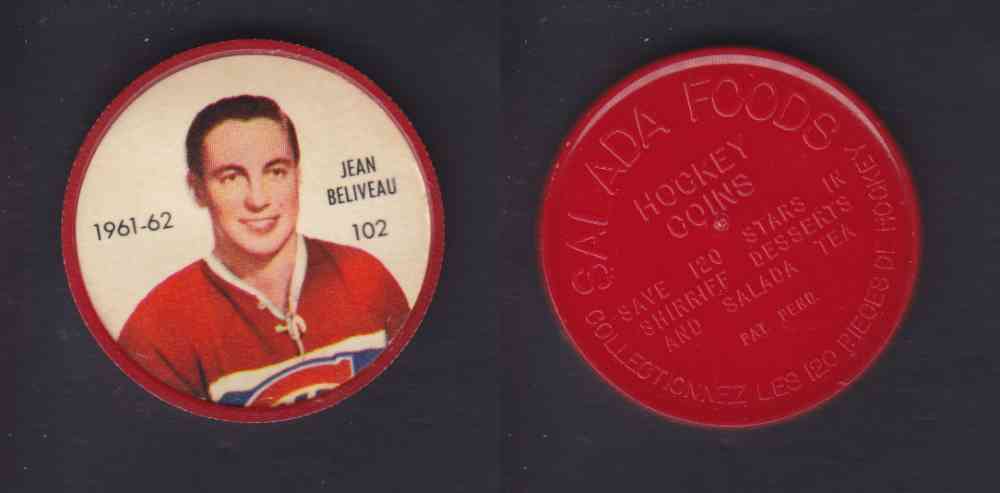 JEAN
BELIVEAU
1961-62
102
SALADA FOODS
HOCKEY
COINS
SAVE 120 STARS IN
SHIRRIFF DESSERTS
AND SALADA TEA
PAT. PEND.
COLLECTIONNEZ LES 120 PIECES DE HOCKEY